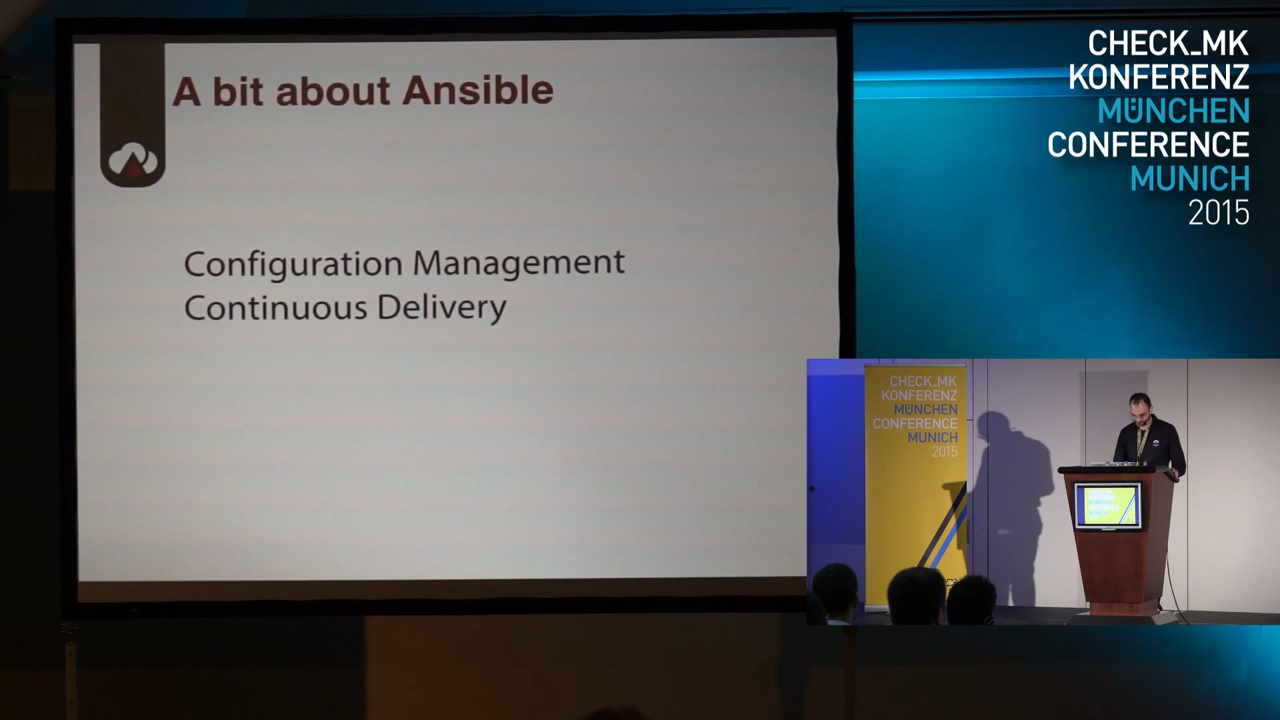 A bit about Ansible
Configuration Management
Continuous Delivery
CHECK_MK
KONFERENZ
MÜNCHEN
CONFERENCE
MUNICH
2015
CHECK_MK
KONFERENZ
MÜNCHEN
CONFERENCE
MUNICH
2015